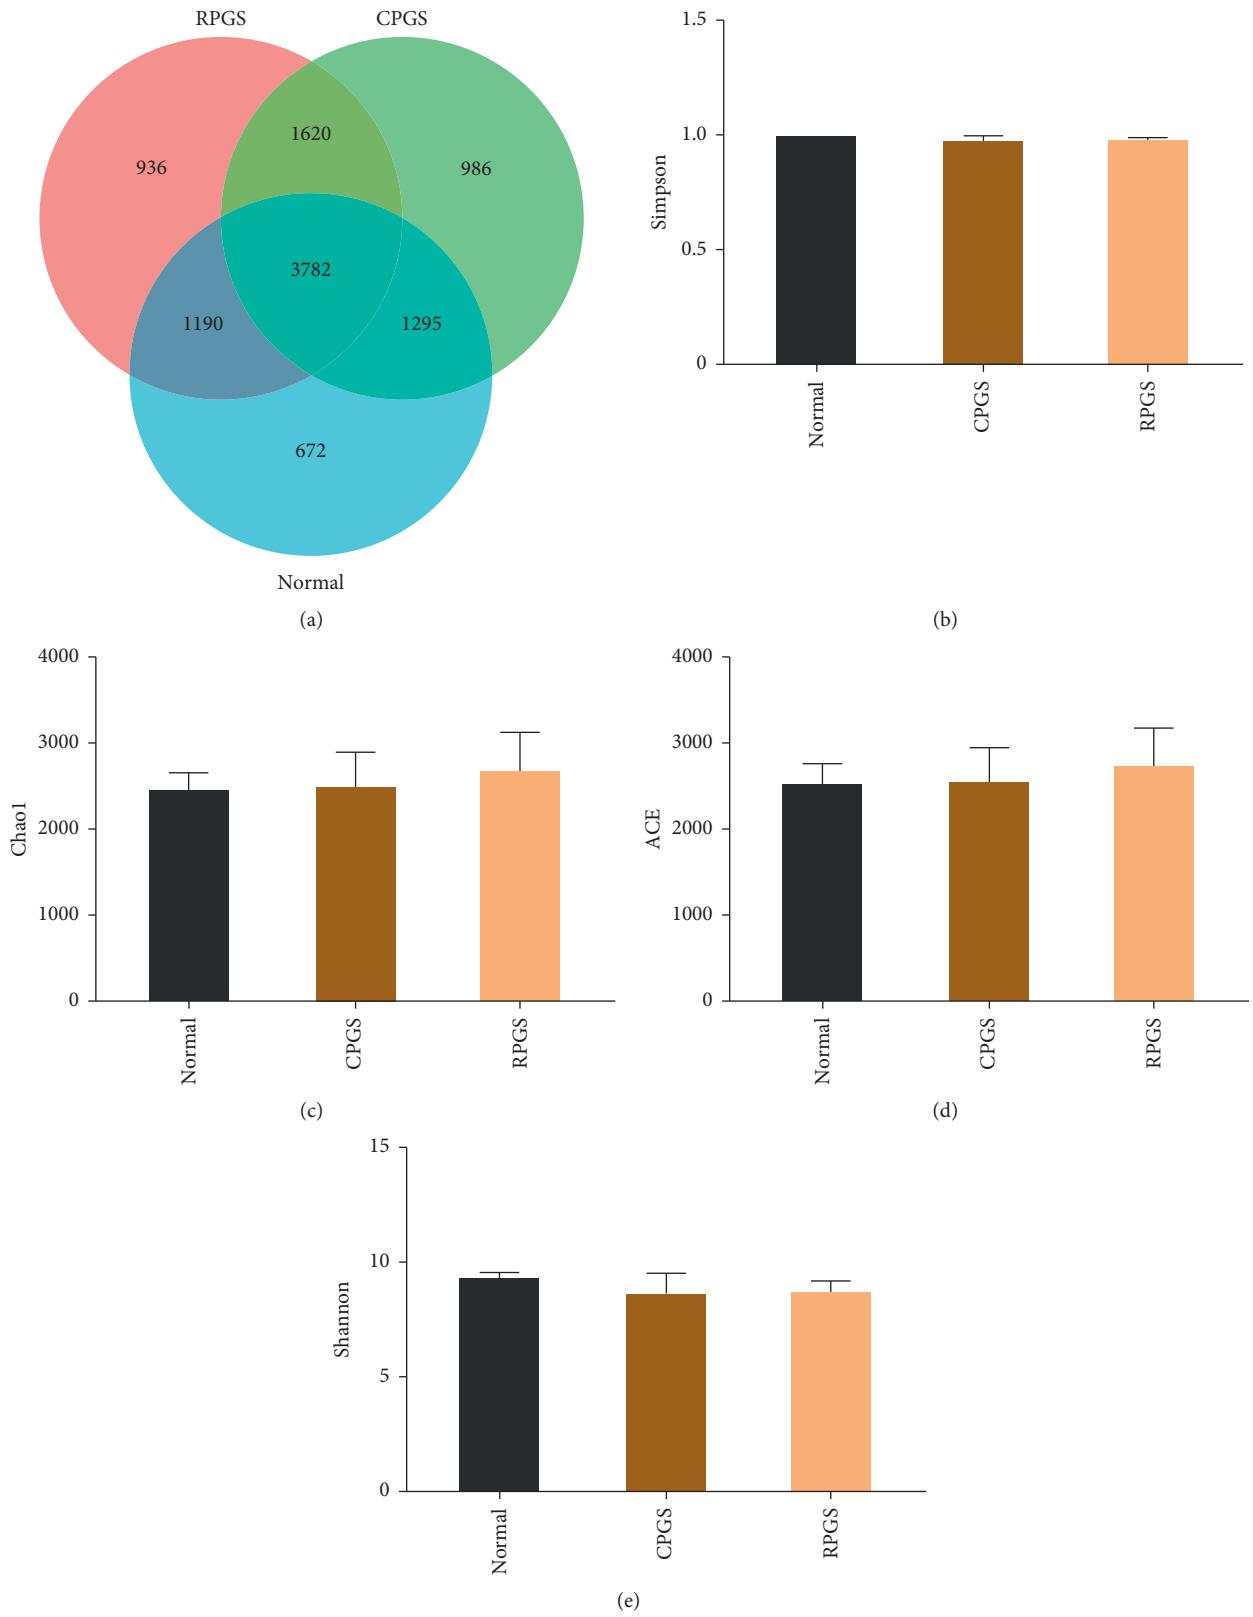 RPGS
CPGS
1620
936
986
3782
1190
1295
672
Normal
(a)
1.5
1.0
0.5
0
Simpson
Normal
CPGS
RPGS
(b)
4000
3000
2000
1000
0
Chao1
Normal
CPGS
RPGS
(c)
4000
3000
2000
1000
0
ACE
Normal
CPGS
RPGS
(d)
15
10
5
0
Shannon
Normal
CPGS
RPGS
(e)